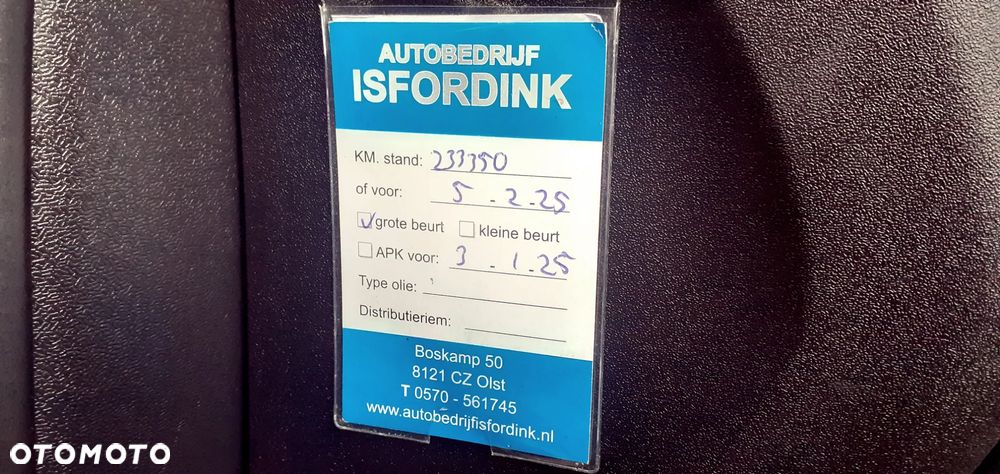 AUTOBEDRIJF
ISFORDINK
KM. stand: 233350
of voor: 5 - 2 - 25
grote beurt kleine beurt
APK voor: 3 - 1 - 25
Type olie:
Distributieriem:
Boskamp 50
8121 CZ Olst
T 0570 - 561745
www.autobedrijfisfordink.nl
OTOMOTO